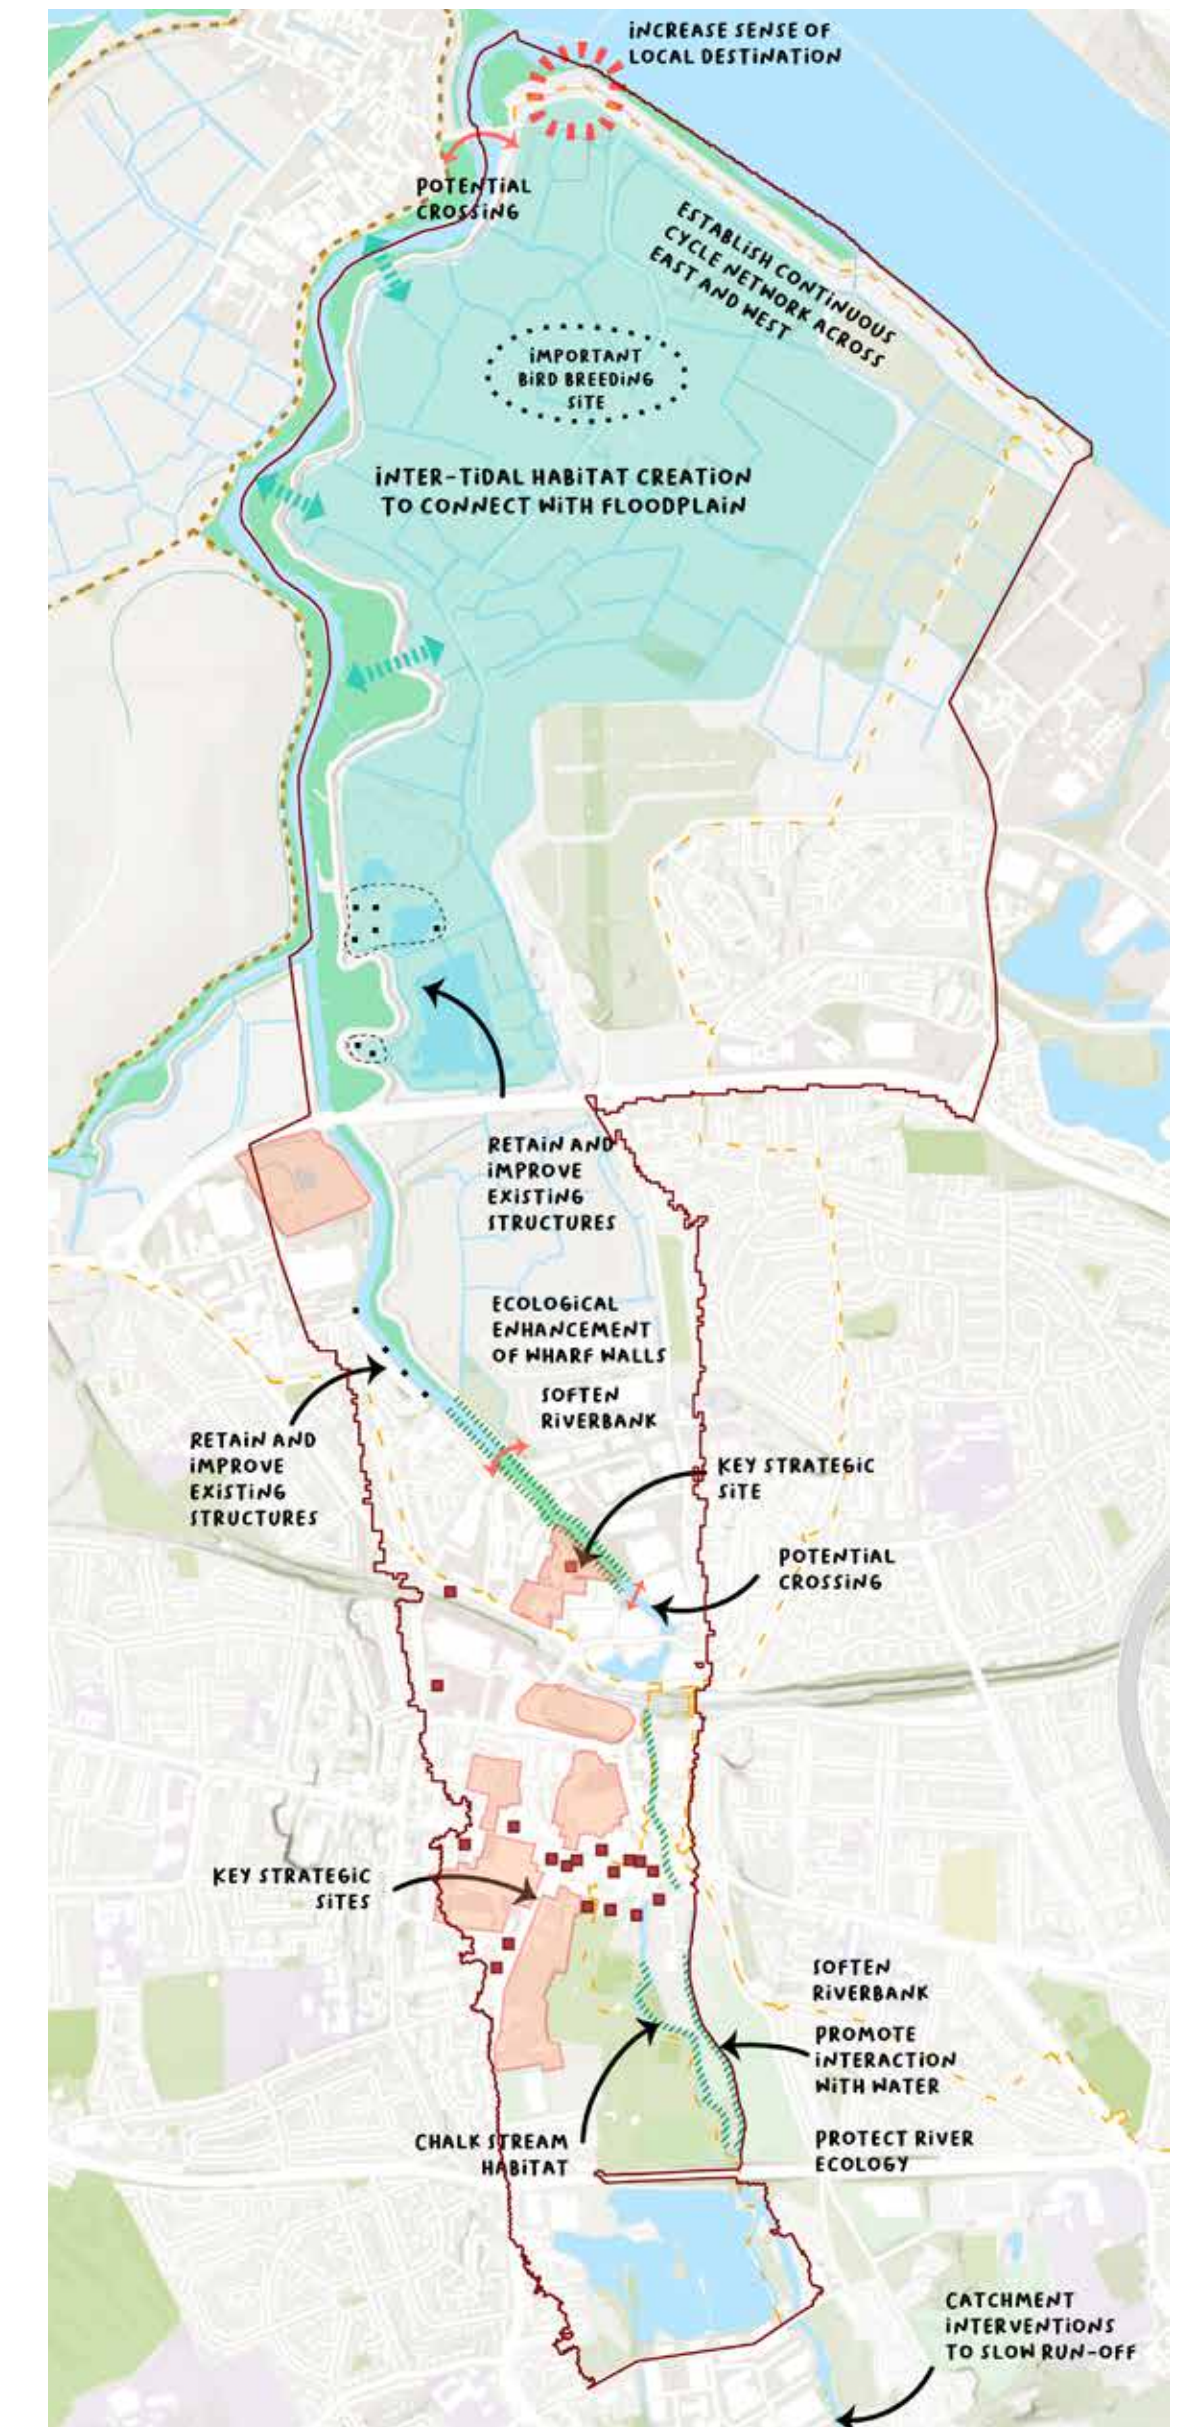 INCREASE SENSE OF
LOCAL DESTINATION
POTENTIAL
CROSSING
ESTABLISH CONTINUOUS
CYCLE NETWORK ACROSS
EAST AND WEST
IMPORTANT
BIRD BREEDING
SITE
INTER-TIDAL HABITAT CREATION
TO CONNECT WITH FLOODPLAIN
RETAIN AND
IMPROVE
EXISTING
STRUCTURES
ECOLOGICAL
ENHANCEMENT
OF WHARF WALLS
SOFTEN
RIVERBANK
RETAIN AND
IMPROVE
EXISTING
STRUCTURES
KEY STRATEGIC
SITE
POTENTIAL
CROSSING
KEY STRATEGIC
SITES
SOFTEN
RIVERBANK
PROMOTE
INTERACTION
WITH WATER
CHALK STREAM
HABITAT
PROTECT RIVER
ECOLOGY
CATCHMENT
INTERVENTIONS
TO SLOW RUN-OFF